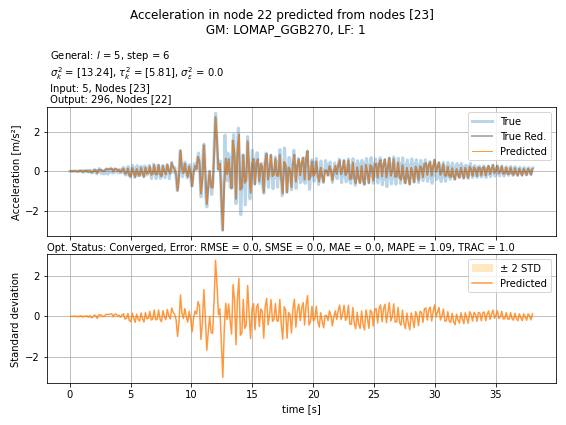 Acceleration in node 22 predicted from nodes [23]
GM: LOMAP_GGB270, LF: 1
General: l = 5, step = 6
σ²ₖ = [13.24], τ²ₖ = [5.81], σ²ε = 0.0
Input: 5, Nodes [23]
Output: 296, Nodes [22]
True
True Red.
Predicted
Acceleration [m/s²]
2
0
−2
Opt. Status: Converged, Error: RMSE = 0.0, SMSE = 0.0, MAE = 0.0, MAPE = 1.09, TRAC = 1.0
± 2 STD
Predicted
Standard deviation
2
0
−2
0 5 10 15 20 25 30 35
time [s]